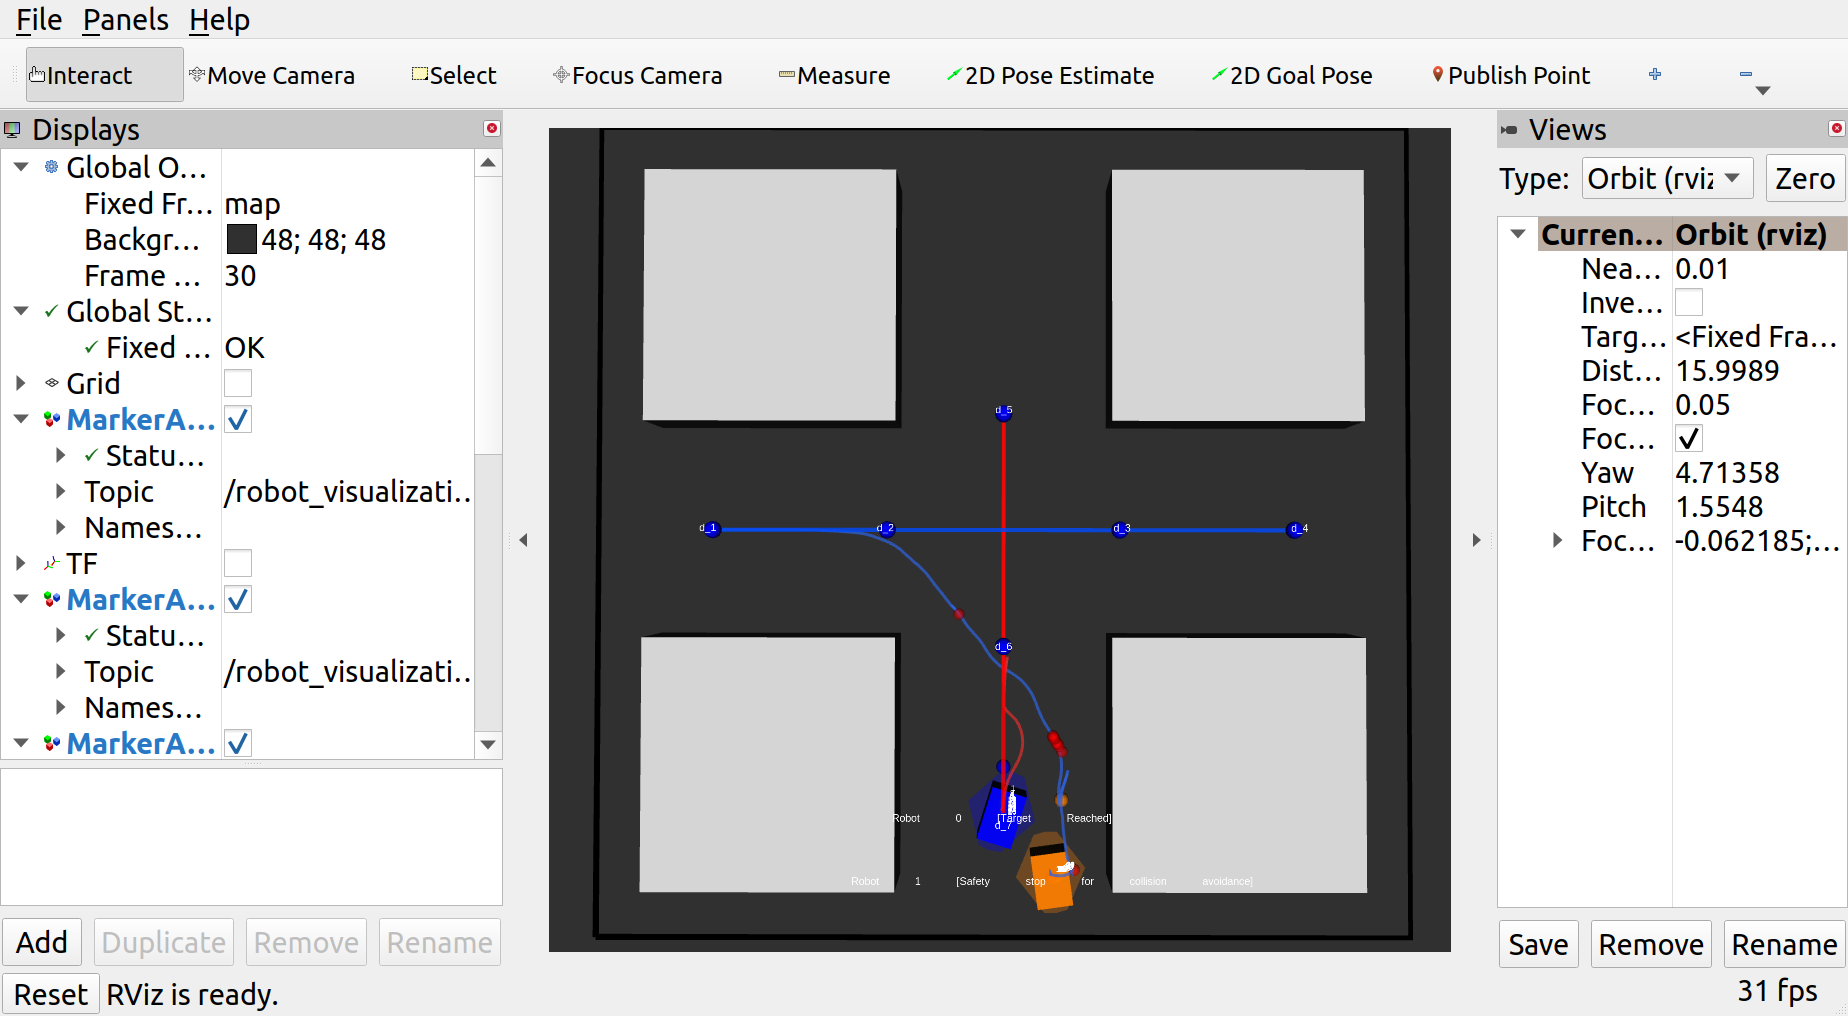 File Panels Help
Interact Move Camera Select Focus Camera Measure 2D Pose Estimate 2D Goal Pose Publish Point
Displays
Global O...
Fixed Fr... map
Backgr... 48; 48; 48
Frame ... 30
Global St...
Fixed ... OK
Grid
MarkerA...
Statu...
Topic /robot_visualizati...
Names...
TF
MarkerA...
Statu...
Topic /robot_visualizati...
Names...
MarkerA...
Add Duplicate Remove Rename
Reset RViz is ready.
d_5
d_1 d_2 d_3 d_4
d_6
Robot 0 [Target Reached]
d_7
Robot 1 [Safety stop for collision avoidance]
Views
Type: Orbit (rviz Zero
Curren... Orbit (rviz)
Nea... 0.01
Inve...
Targ... <Fixed Fra...
Dist... 15.9989
Foc... 0.05
Foc...
Yaw 4.71358
Pitch 1.5548
Foc... -0.062185;...
Save Remove Rename
31 fps